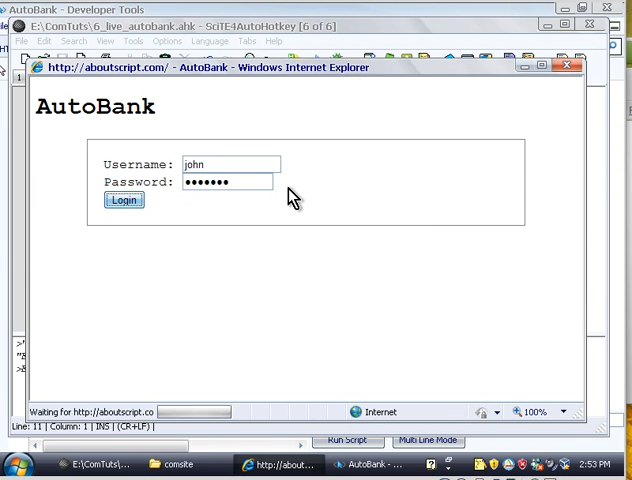 AutoBank - Developer Tools
E:\ComTuts\6_live_autobank.ahk - SciTE4AutoHotkey [6 of 6]
File Edit Search View Tools Options Language Tabs Help
http://aboutscript.com/ - AutoBank - Windows Internet Explorer
AutoBank
Username: john
Password: •••••••
Login
Waiting for http://aboutscript.co
Internet
100%
Line: 11 | Column: 1 | INS | (CR+LF) |
Run Script
Multi Line Mode
E:\ComTuts\...
comsite
http://about...
AutoBank - ...
2:53 PM